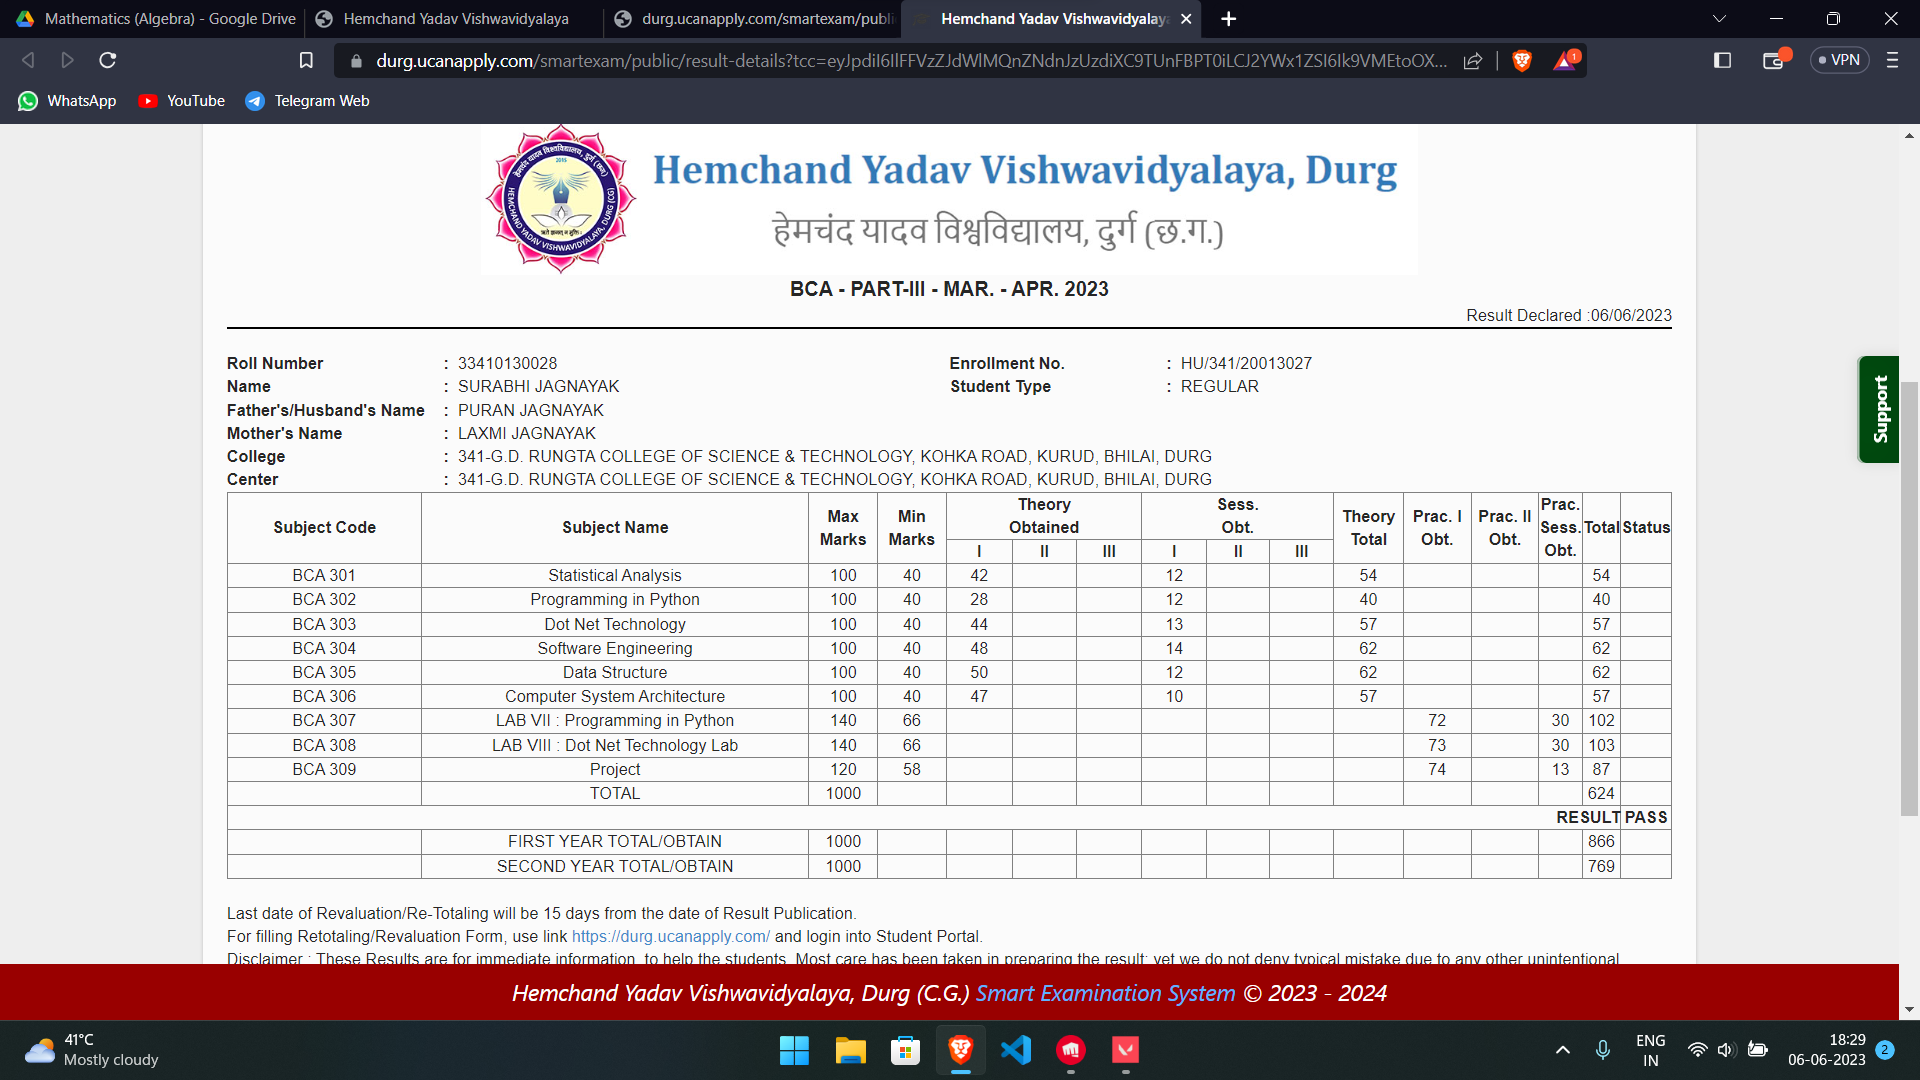 Mathematics (Algebra) - Google Drive
Hemchand Yadav Vishwavidyalaya
durg.ucanapply.com/smartexam/publi
Hemchand Yadav Vishwavidyalaya
durg.ucanapply.com/smartexam/public/result-details?tcc=
1
VPN
WhatsApp YouTube Telegram Web
Hemchand Yadav Vishwavidyalaya, Durg
हेमचंद यादव विश्वविद्यालय, दुर्ग (छ.ग.)
BCA - PART-III - MAR. - APR. 2023
Result Declared :06/06/2023
Roll Number : 33410130028 Enrollment No. : HU/341/20013027
Name : SURABHI JAGNAYAK Student Type : REGULAR
Father's/Husband's Name : PURAN JAGNAYAK
Mother's Name : LAXMI JAGNAYAK
College : 341-G.D. RUNGTA COLLEGE OF SCIENCE & TECHNOLOGY, KOHKA ROAD, KURUD, BHILAI, DURG
Center : 341-G.D. RUNGTA COLLEGE OF SCIENCE & TECHNOLOGY, KOHKA ROAD, KURUD, BHILAI, DURG
Subject Code Subject Name Max Marks Min Marks Theory Obtained Sess. Obt. Theory Total Prac. I Obt. Prac. II Obt. Prac. Sess. Obt. Total Status
I II III I II III
BCA 301 Statistical Analysis 100 40 42 12 54 54
BCA 302 Programming in Python 100 40 28 12 40 40
BCA 303 Dot Net Technology 100 40 44 13 57 57
BCA 304 Software Engineering 100 40 48 14 62 62
BCA 305 Data Structure 100 40 50 12 62 62
BCA 306 Computer System Architecture 100 40 47 10 57 57
BCA 307 LAB VII : Programming in Python 140 66 72 30 102
BCA 308 LAB VIII : Dot Net Technology Lab 140 66 73 30 103
BCA 309 Project 120 58 74 13 87
TOTAL 1000 624
RESULT PASS
FIRST YEAR TOTAL/OBTAIN 1000 866
SECOND YEAR TOTAL/OBTAIN 1000 769
Last date of Revaluation/Re-Totaling will be 15 days from the date of Result Publication.
For filling Retotaling/Revaluation Form, use link https://durg.ucanapply.com/ and login into Student Portal.
Disclaimer : These Results are for immediate information, to help the students. Most care has been taken in preparing the result; yet we do not deny typical mistake due to any other unintentional
Support
Hemchand Yadav Vishwavidyalaya, Durg (C.G.) Smart Examination System © 2023 - 2024
41°C
Mostly cloudy
ENG
IN
18:29
06-06-2023
2